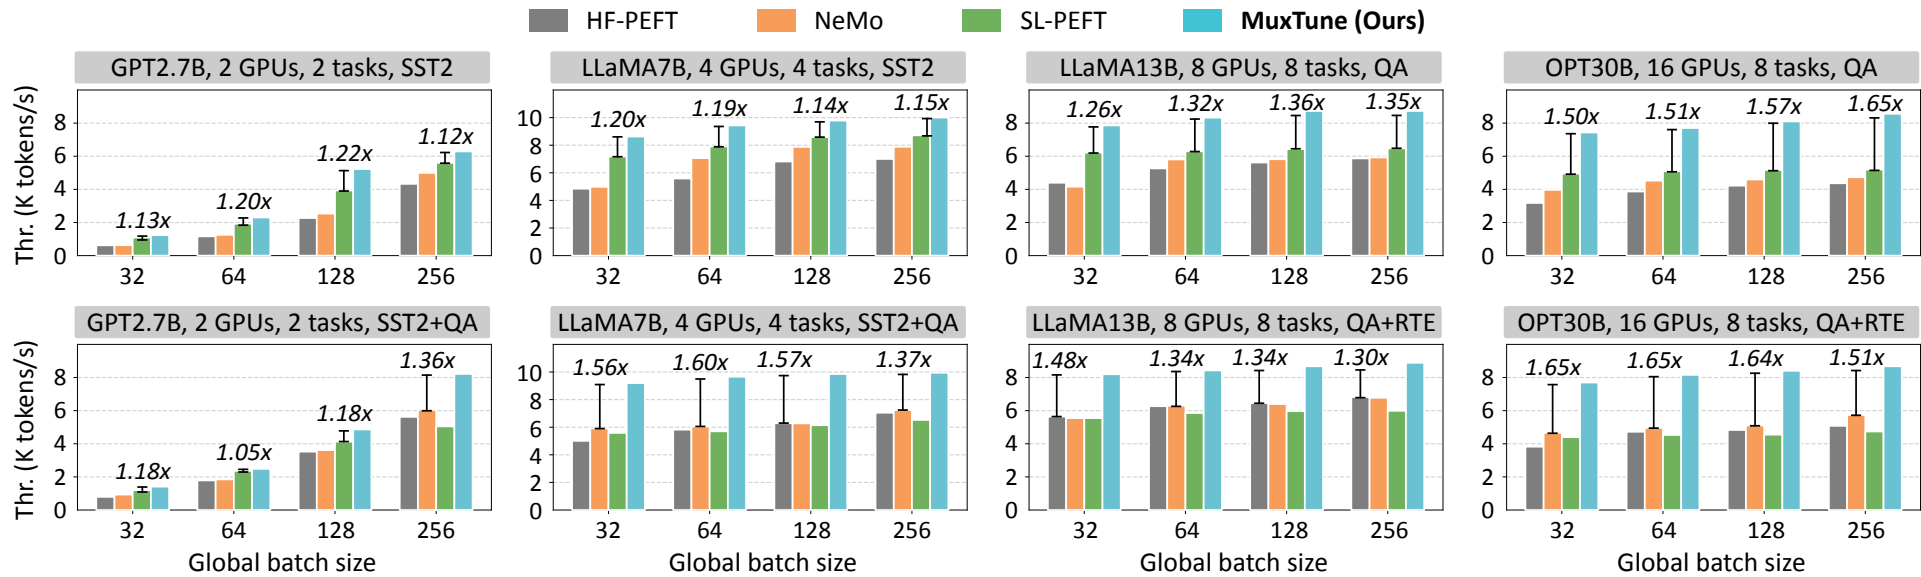 HF-PEFT NeMo SL-PEFT MuxTune (Ours)
GPT2.7B, 2 GPUs, 2 tasks, SST2
Thr. (K tokens/s)
8
6
4
2
0
1.13x 1.20x 1.22x 1.12x
32 64 128 256
LLaMA7B, 4 GPUs, 4 tasks, SST2
10
8
6
4
2
0
1.20x 1.19x 1.14x 1.15x
32 64 128 256
LLaMA13B, 8 GPUs, 8 tasks, QA
8
6
4
2
0
1.26x 1.32x 1.36x 1.35x
32 64 128 256
OPT30B, 16 GPUs, 8 tasks, QA
8
6
4
2
0
1.50x 1.51x 1.57x 1.65x
32 64 128 256
GPT2.7B, 2 GPUs, 2 tasks, SST2+QA
Thr. (K tokens/s)
8
6
4
2
0
1.18x 1.05x 1.18x 1.36x
32 64 128 256
Global batch size
LLaMA7B, 4 GPUs, 4 tasks, SST2+QA
10
8
6
4
2
0
1.56x 1.60x 1.57x 1.37x
32 64 128 256
Global batch size
LLaMA13B, 8 GPUs, 8 tasks, QA+RTE
8
6
4
2
0
1.48x 1.34x 1.34x 1.30x
32 64 128 256
Global batch size
OPT30B, 16 GPUs, 8 tasks, QA+RTE
8
6
4
2
0
1.65x 1.65x 1.64x 1.51x
32 64 128 256
Global batch size